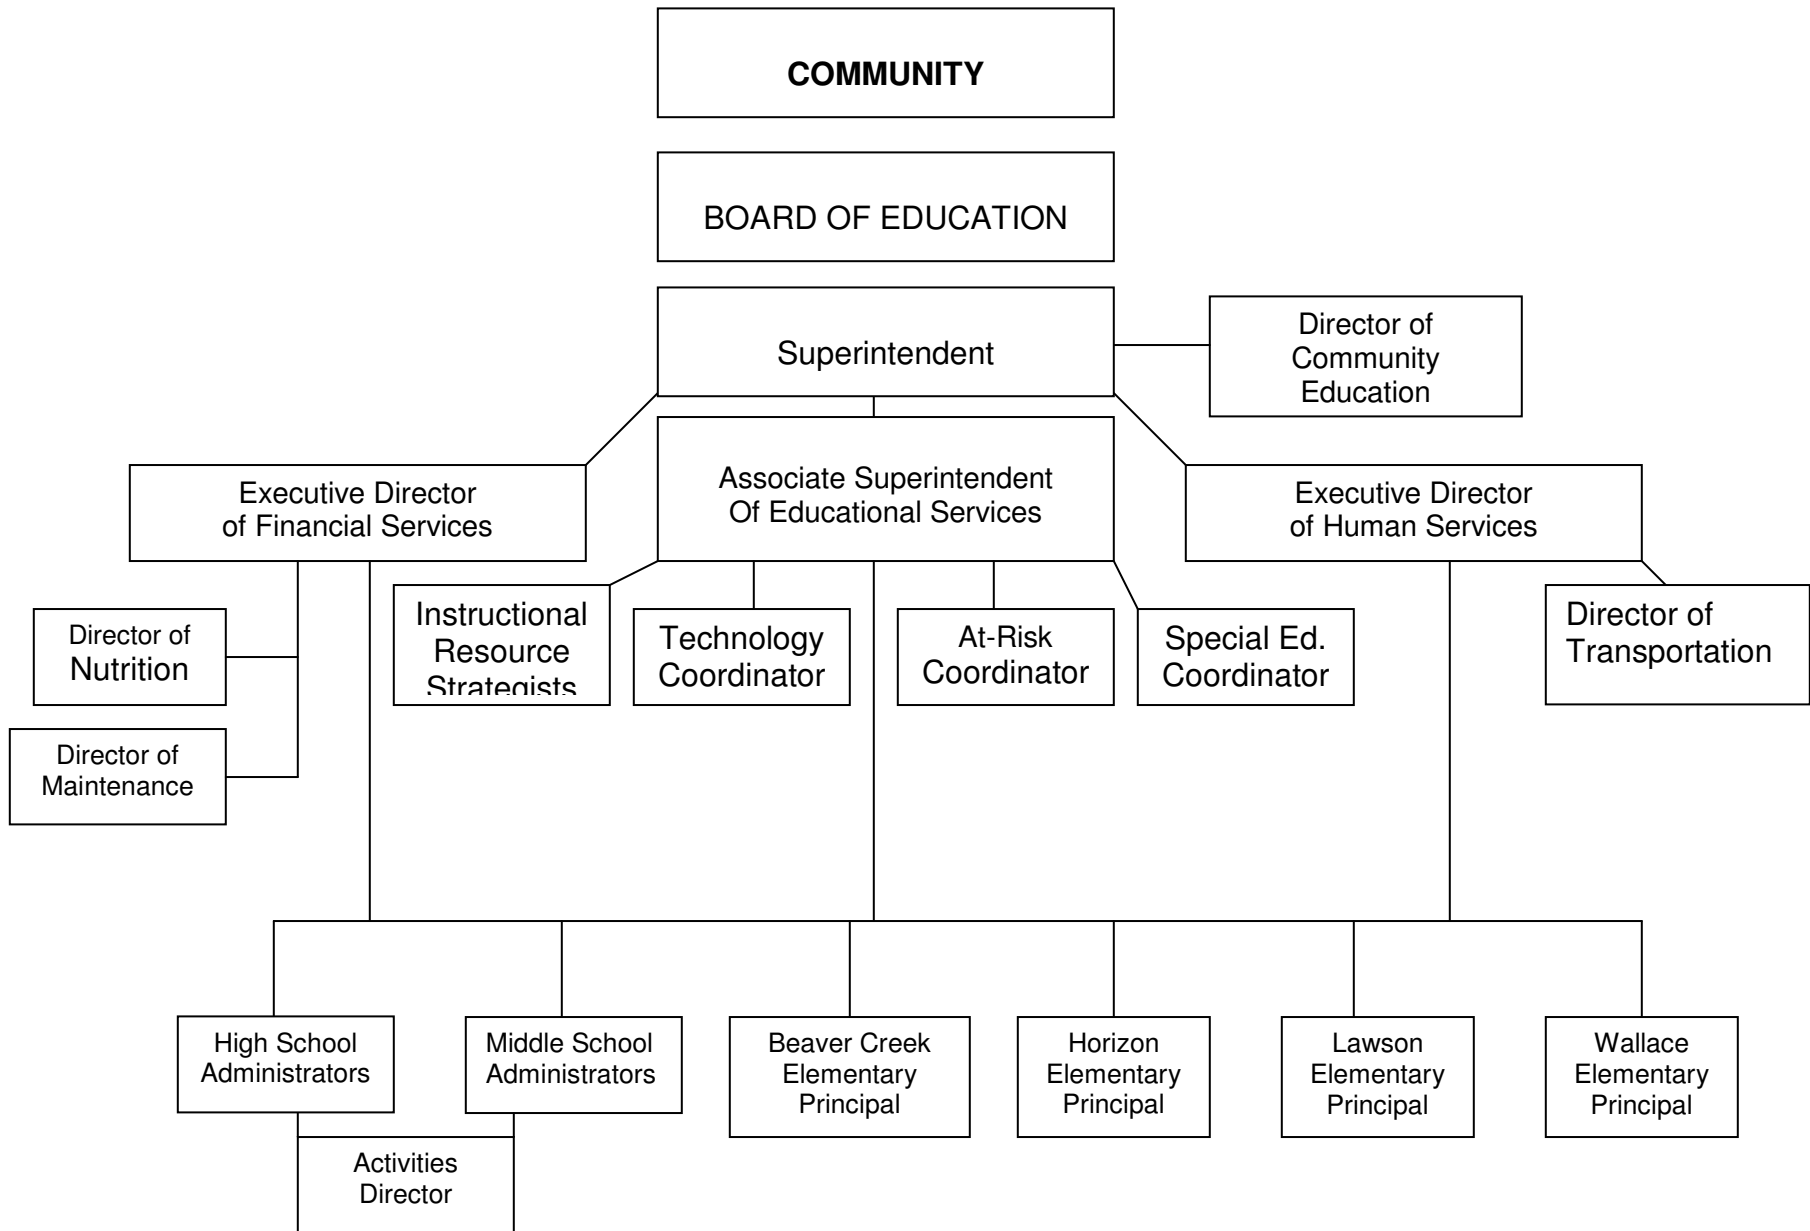 COMMUNITY
BOARD OF EDUCATION
Superintendent
Director of
Community
Education
Executive Director
of Financial Services
Associate Superintendent
Of Educational Services
Executive Director
of Human Services
Director of
Nutrition
Instructional
Resource
Strategists
Technology
Coordinator
At-Risk
Coordinator
Special Ed.
Coordinator
Director of
Transportation
Director of
Maintenance
High School
Administrators
Middle School
Administrators
Beaver Creek
Elementary
Principal
Horizon
Elementary
Principal
Lawson
Elementary
Principal
Wallace
Elementary
Principal
Activities
Director